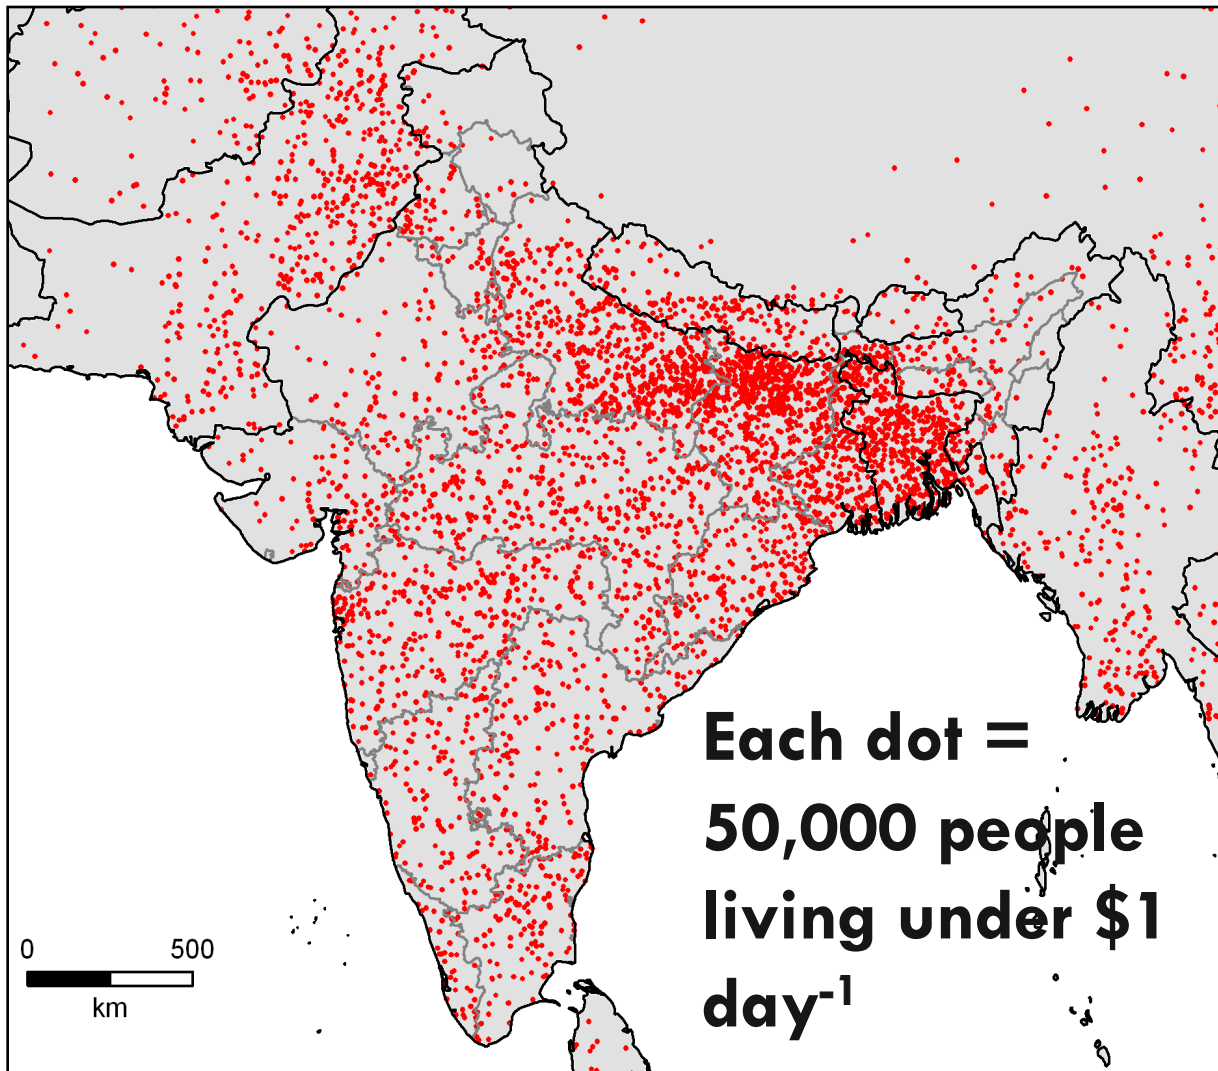 Each dot =
50,000 people
living under $1
day⁻¹
0 500
km